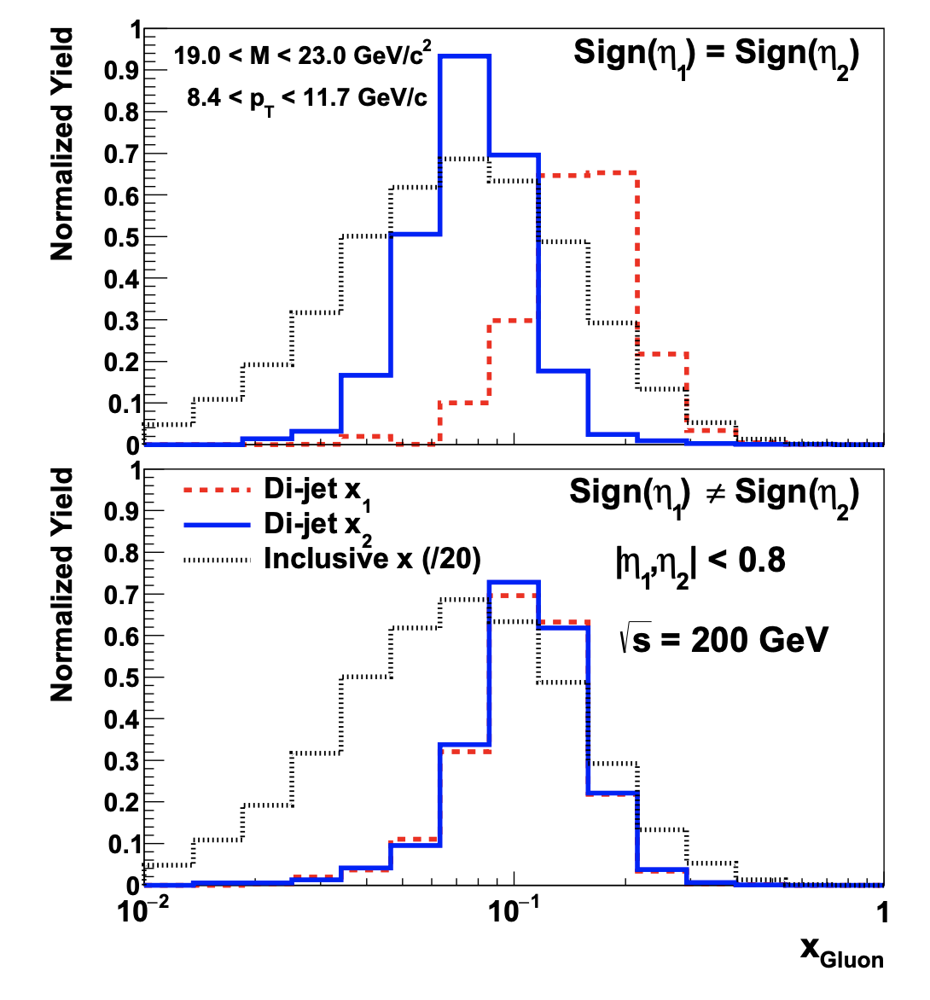 Normalized Yield
1
0.9
0.8
0.7
0.6
0.5
0.4
0.3
0.2
0.1
0
19.0 < M < 23.0 GeV/c²
8.4 < p_T < 11.7 GeV/c
Sign(η₁) = Sign(η₂)
Normalized Yield
1
0.9
0.8
0.7
0.6
0.5
0.4
0.3
0.2
0.1
0
Di-jet x₁
Di-jet x₂
Inclusive x (/20)
Sign(η₁) ≠ Sign(η₂)
|η₁,η₂| < 0.8
√s = 200 GeV
10⁻² 10⁻¹ 1
x_Gluon